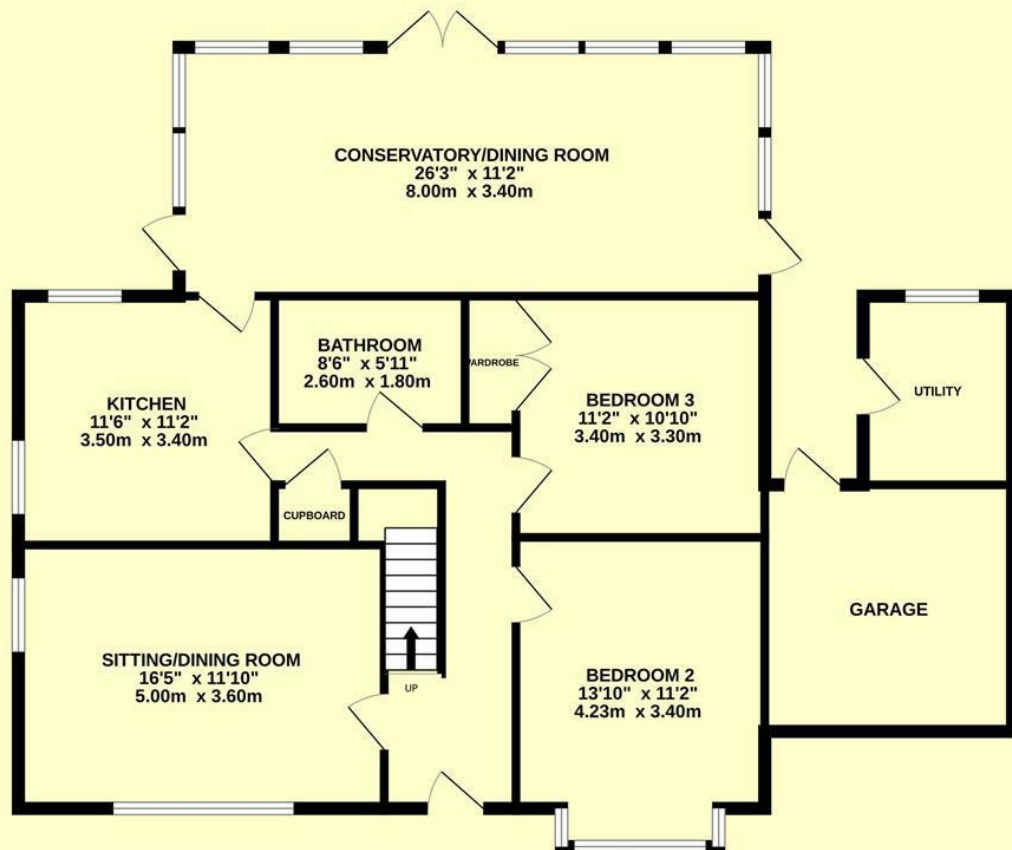 CONSERVATORY/DINING ROOM
26'3" x 11'2"
8.00m x 3.40m
BATHROOM
8'6" x 5'11"
2.60m x 1.80m
WARDROBE
KITCHEN
11'6" x 11'2"
3.50m x 3.40m
BEDROOM 3
11'2" x 10'10"
3.40m x 3.30m
UTILITY
CUPBOARD
GARAGE
SITTING/DINING ROOM
16'5" x 11'10"
5.00m x 3.60m
UP
BEDROOM 2
13'10" x 11'2"
4.23m x 3.40m